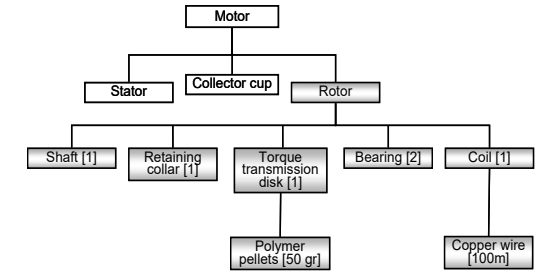 Motor
Stator
Collector cup
Rotor
Shaft [1]
Retaining
collar [1]
Torque
transmission
disk [1]
Bearing [2]
Coil [1]
Polymer
pellets [50 gr]
Copper wire
[100m]